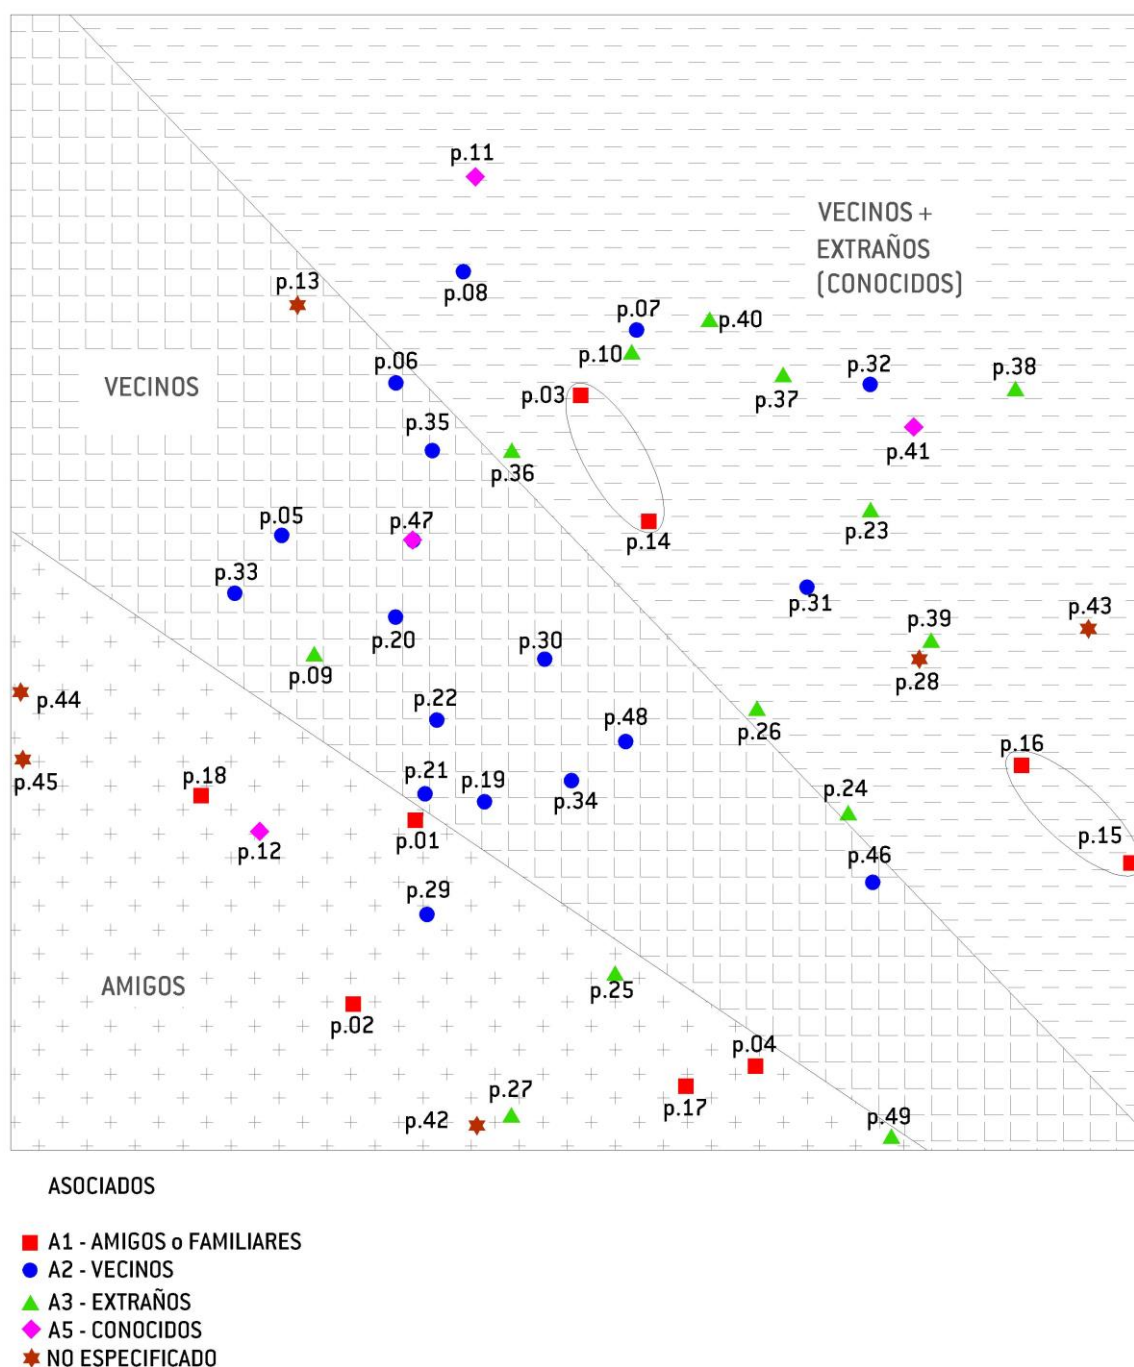 p.11
VECINOS +
EXTRAÑOS
(CONOCIDOS)
p.13
p.08
p.07
p.40
p.10
p.06
p.32
p.38
VECINOS
p.03
p.37
p.35
p.41
p.36
p.05
p.47
p.23
p.14
p.33
p.31
p.43
p.20
p.30
p.39
p.09
p.28
p.44
p.22
p.48
p.26
p.16
p.45
p.18
p.21
p.19
p.34
p.24
p.01
p.15
p.12
p.46
p.29
AMIGOS
p.25
p.02
p.04
p.27
p.17
p.42
p.49
ASOCIADOS
A1 - AMIGOS o FAMILIARES
A2 - VECINOS
A3 - EXTRAÑOS
A5 - CONOCIDOS
NO ESPECIFICADO